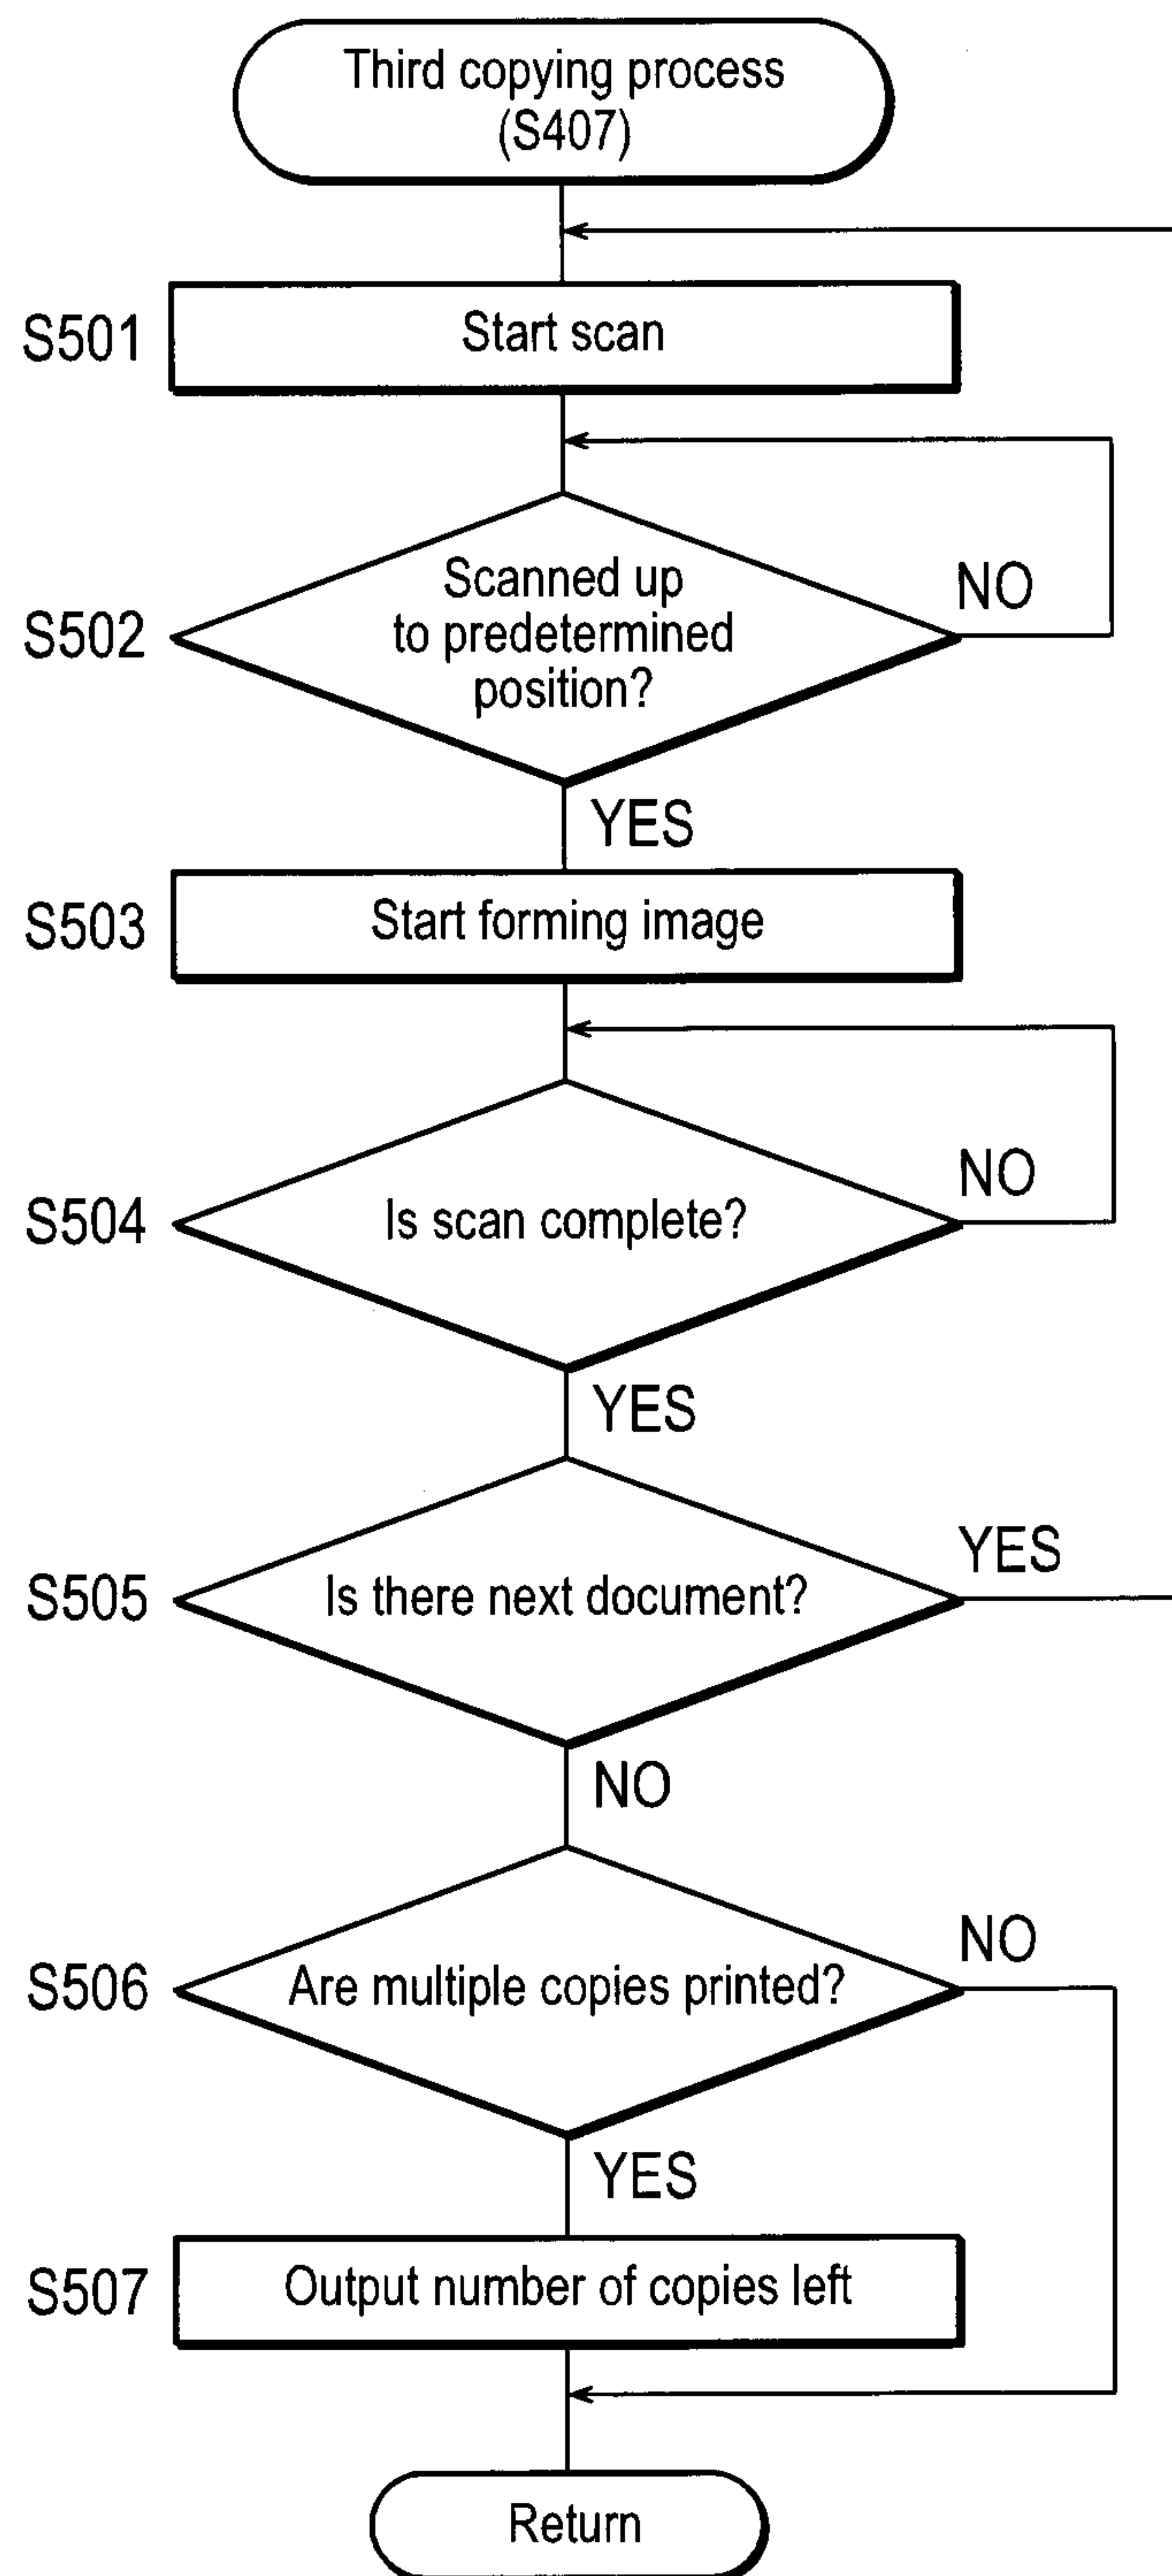 Third copying process
(S407)
S501
Start scan
S502
Scanned up
to predetermined
position?
NO
YES
S503
Start forming image
S504
Is scan complete?
NO
YES
S505
Is there next document?
YES
NO
S506
Are multiple copies printed?
NO
YES
S507
Output number of copies left
Return